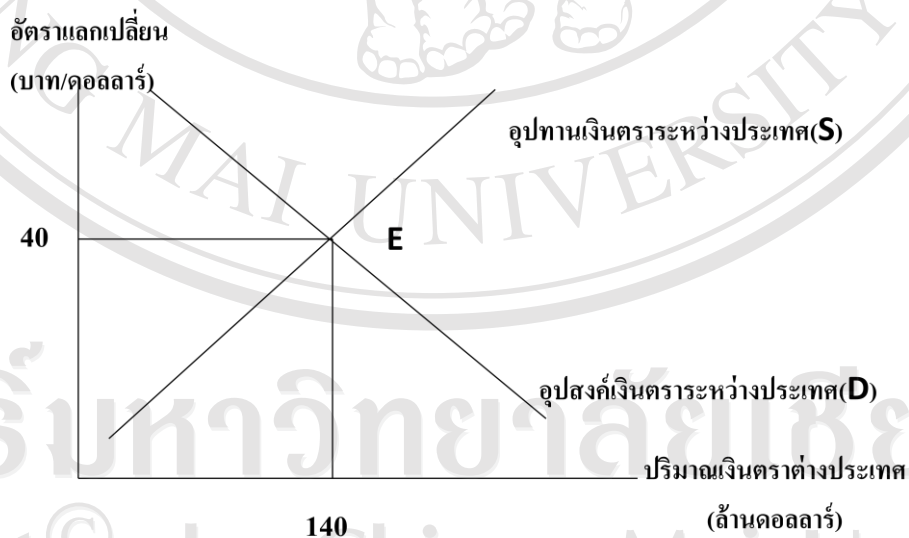 อัตราแลกเปลี่ยน
(บาท/ดอลลาร์)
อุปทานเงินตราระหว่างประเทศ(S)
40
E
อุปสงค์เงินตราระหว่างประเทศ(D)
ปริมาณเงินตราต่างประเทศ
140
(ล้านดอลลาร์)
MAI UNIVERSITY